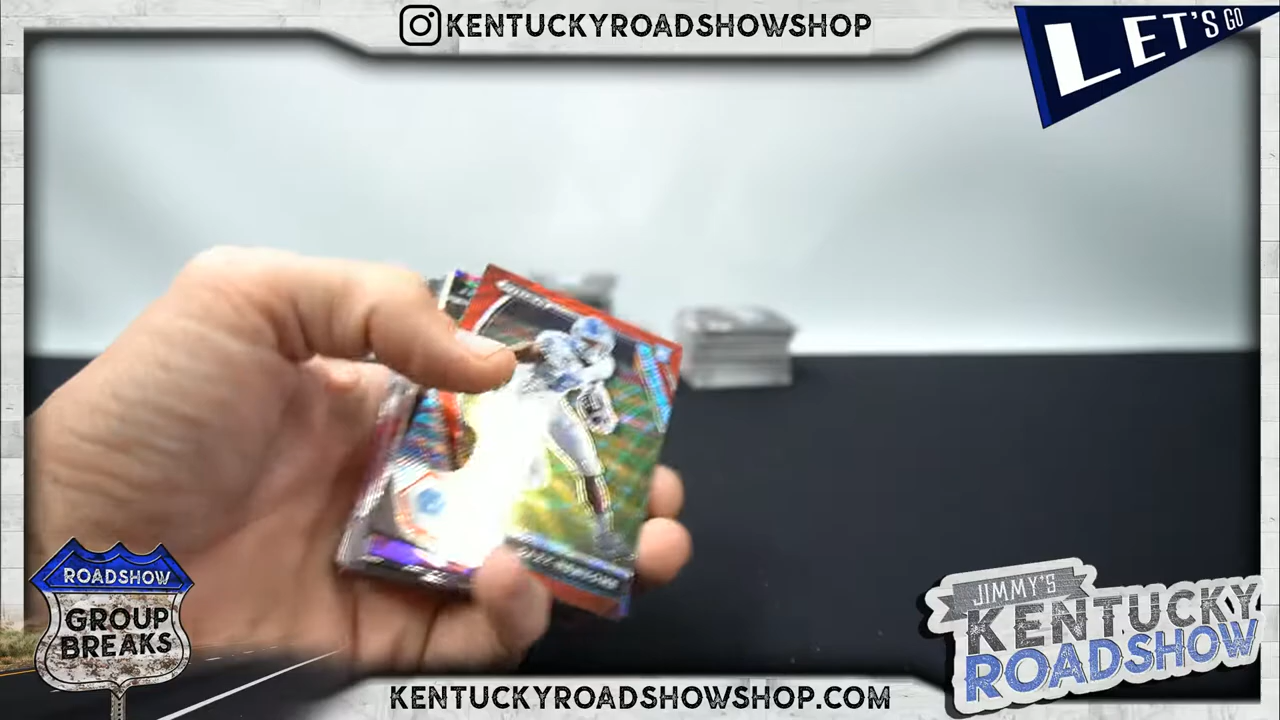 KENTUCKYROADSHOWSHOP
LET'S GO
ROADSHOW
GROUP
BREAKS
JIMMY'S
KENTUCKY
ROADSHOW
KENTUCKYROADSHOWSHOP.COM